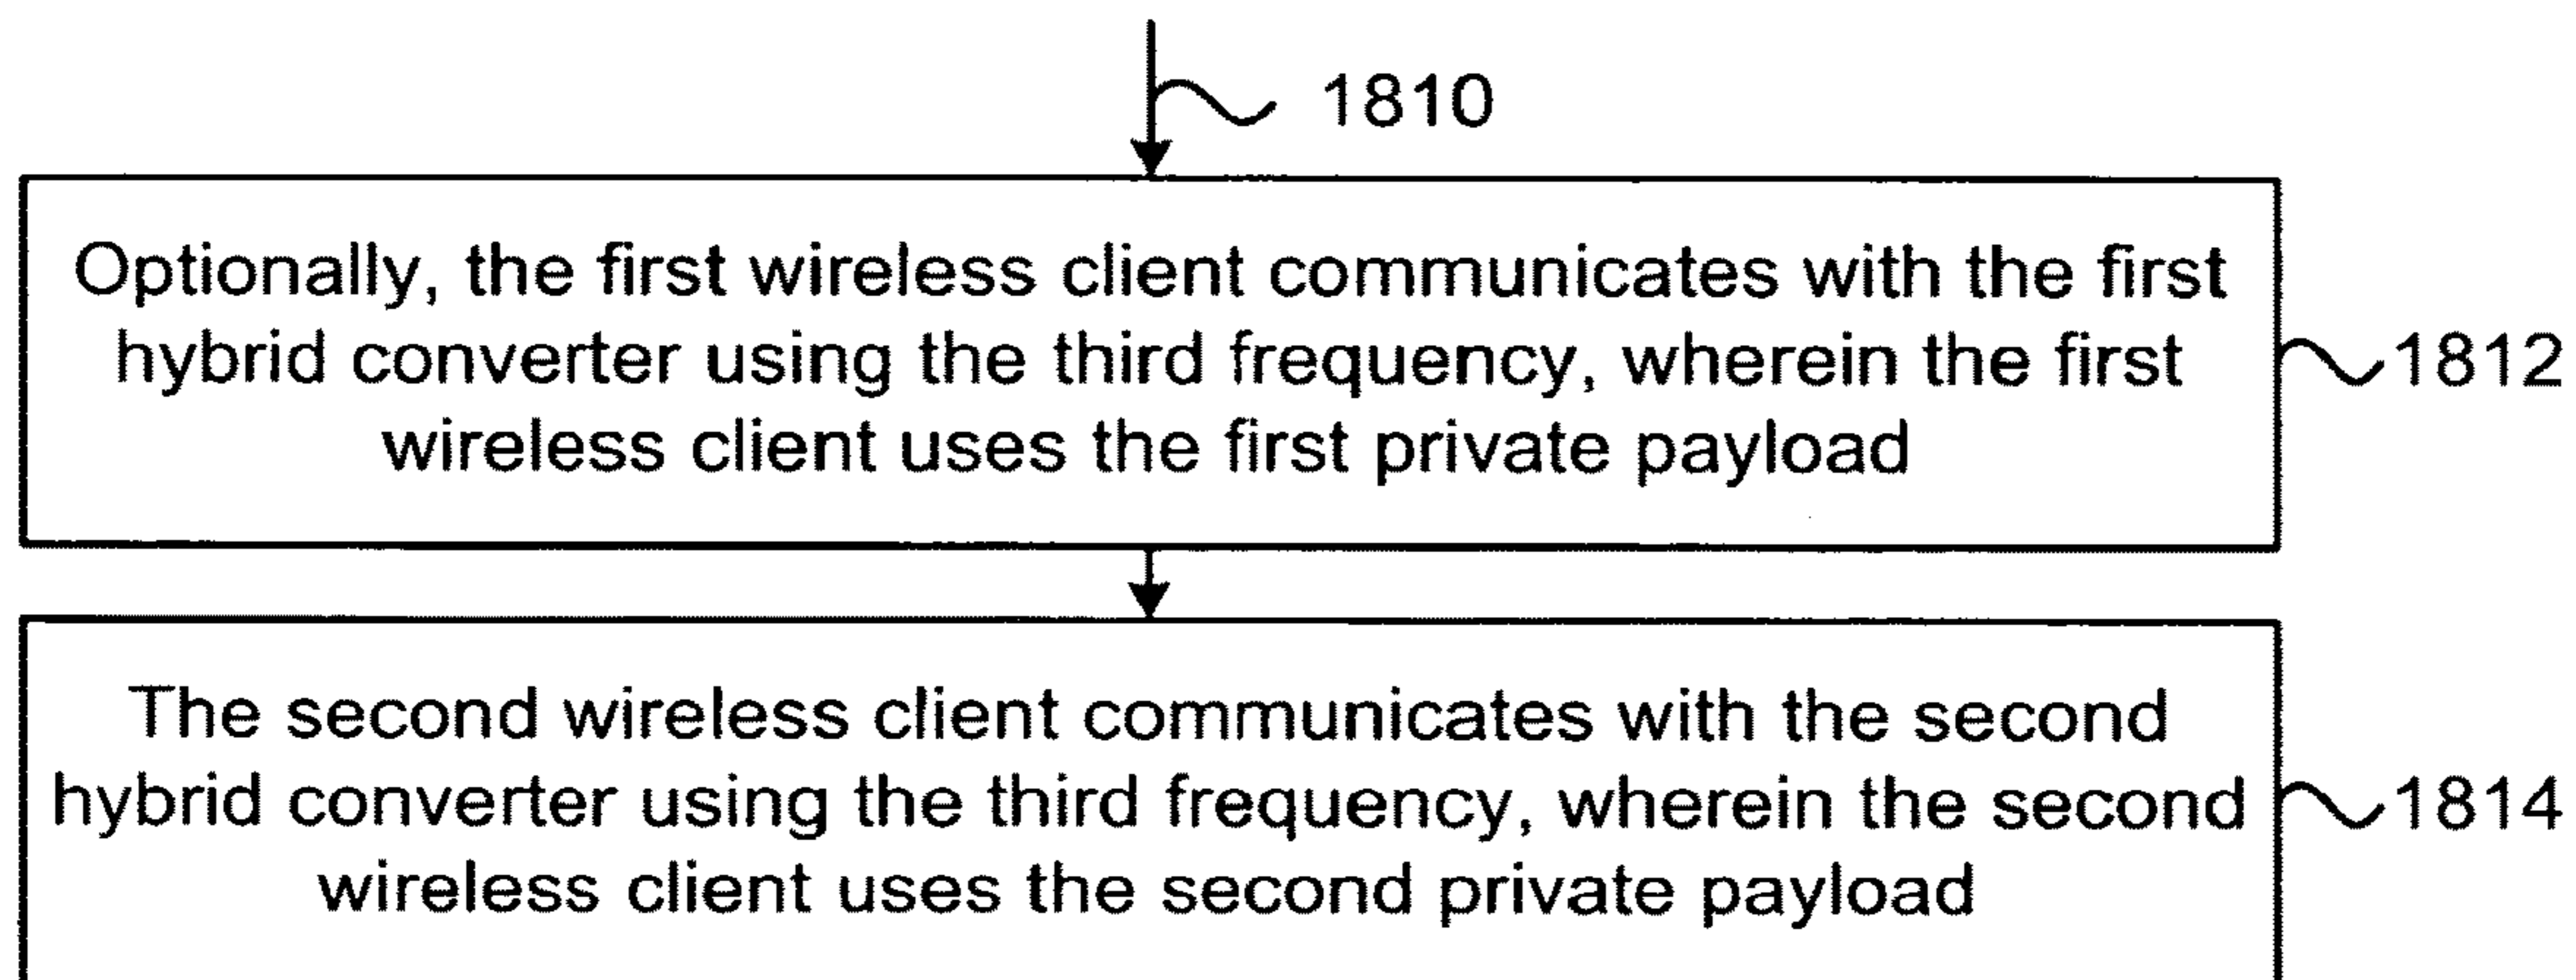 1810
Optionally, the first wireless client communicates with the first
hybrid converter using the third frequency, wherein the first
wireless client uses the first private payload
1812
The second wireless client communicates with the second
hybrid converter using the third frequency, wherein the second
wireless client uses the second private payload
1814